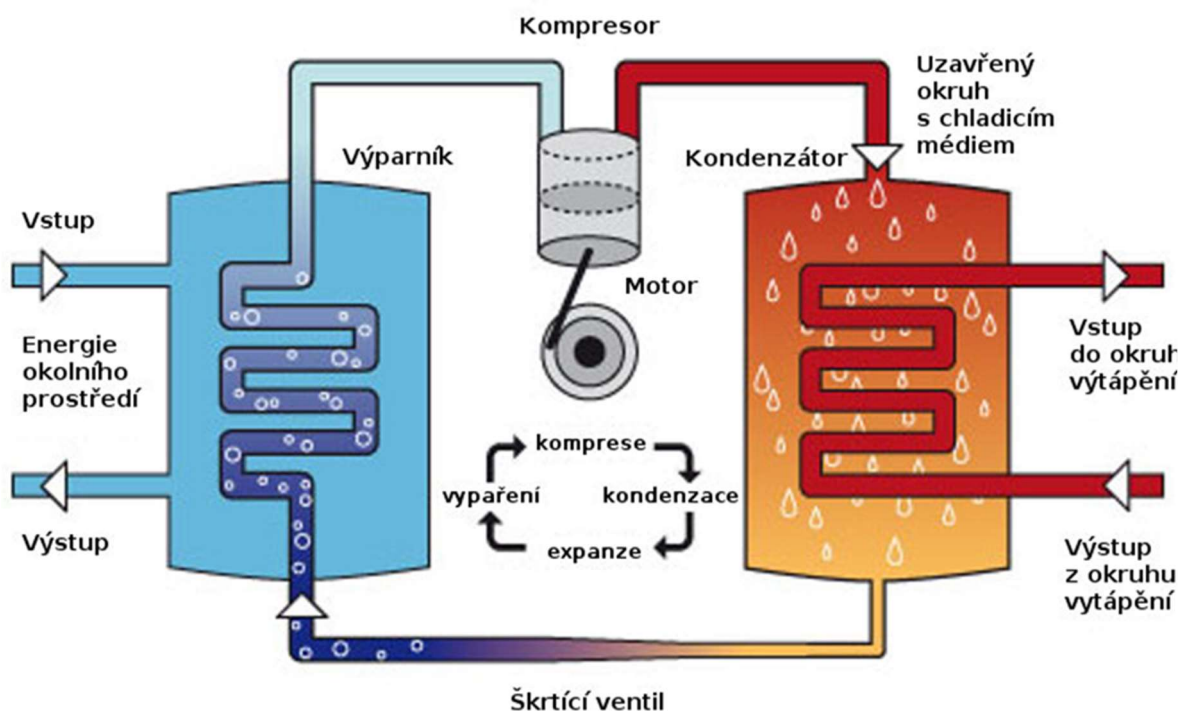 Kompresor
Uzavřený
okruh
s chladicím
médiem
Výparník
Kondenzátor
Vstup
Motor
Energie
okolního
prostředí
Vstup
do okruh
výtápění
komprese
vypaření
kondenzace
expanze
Výstup
Výstup
z okruhu
vytápění
Škrtící ventil